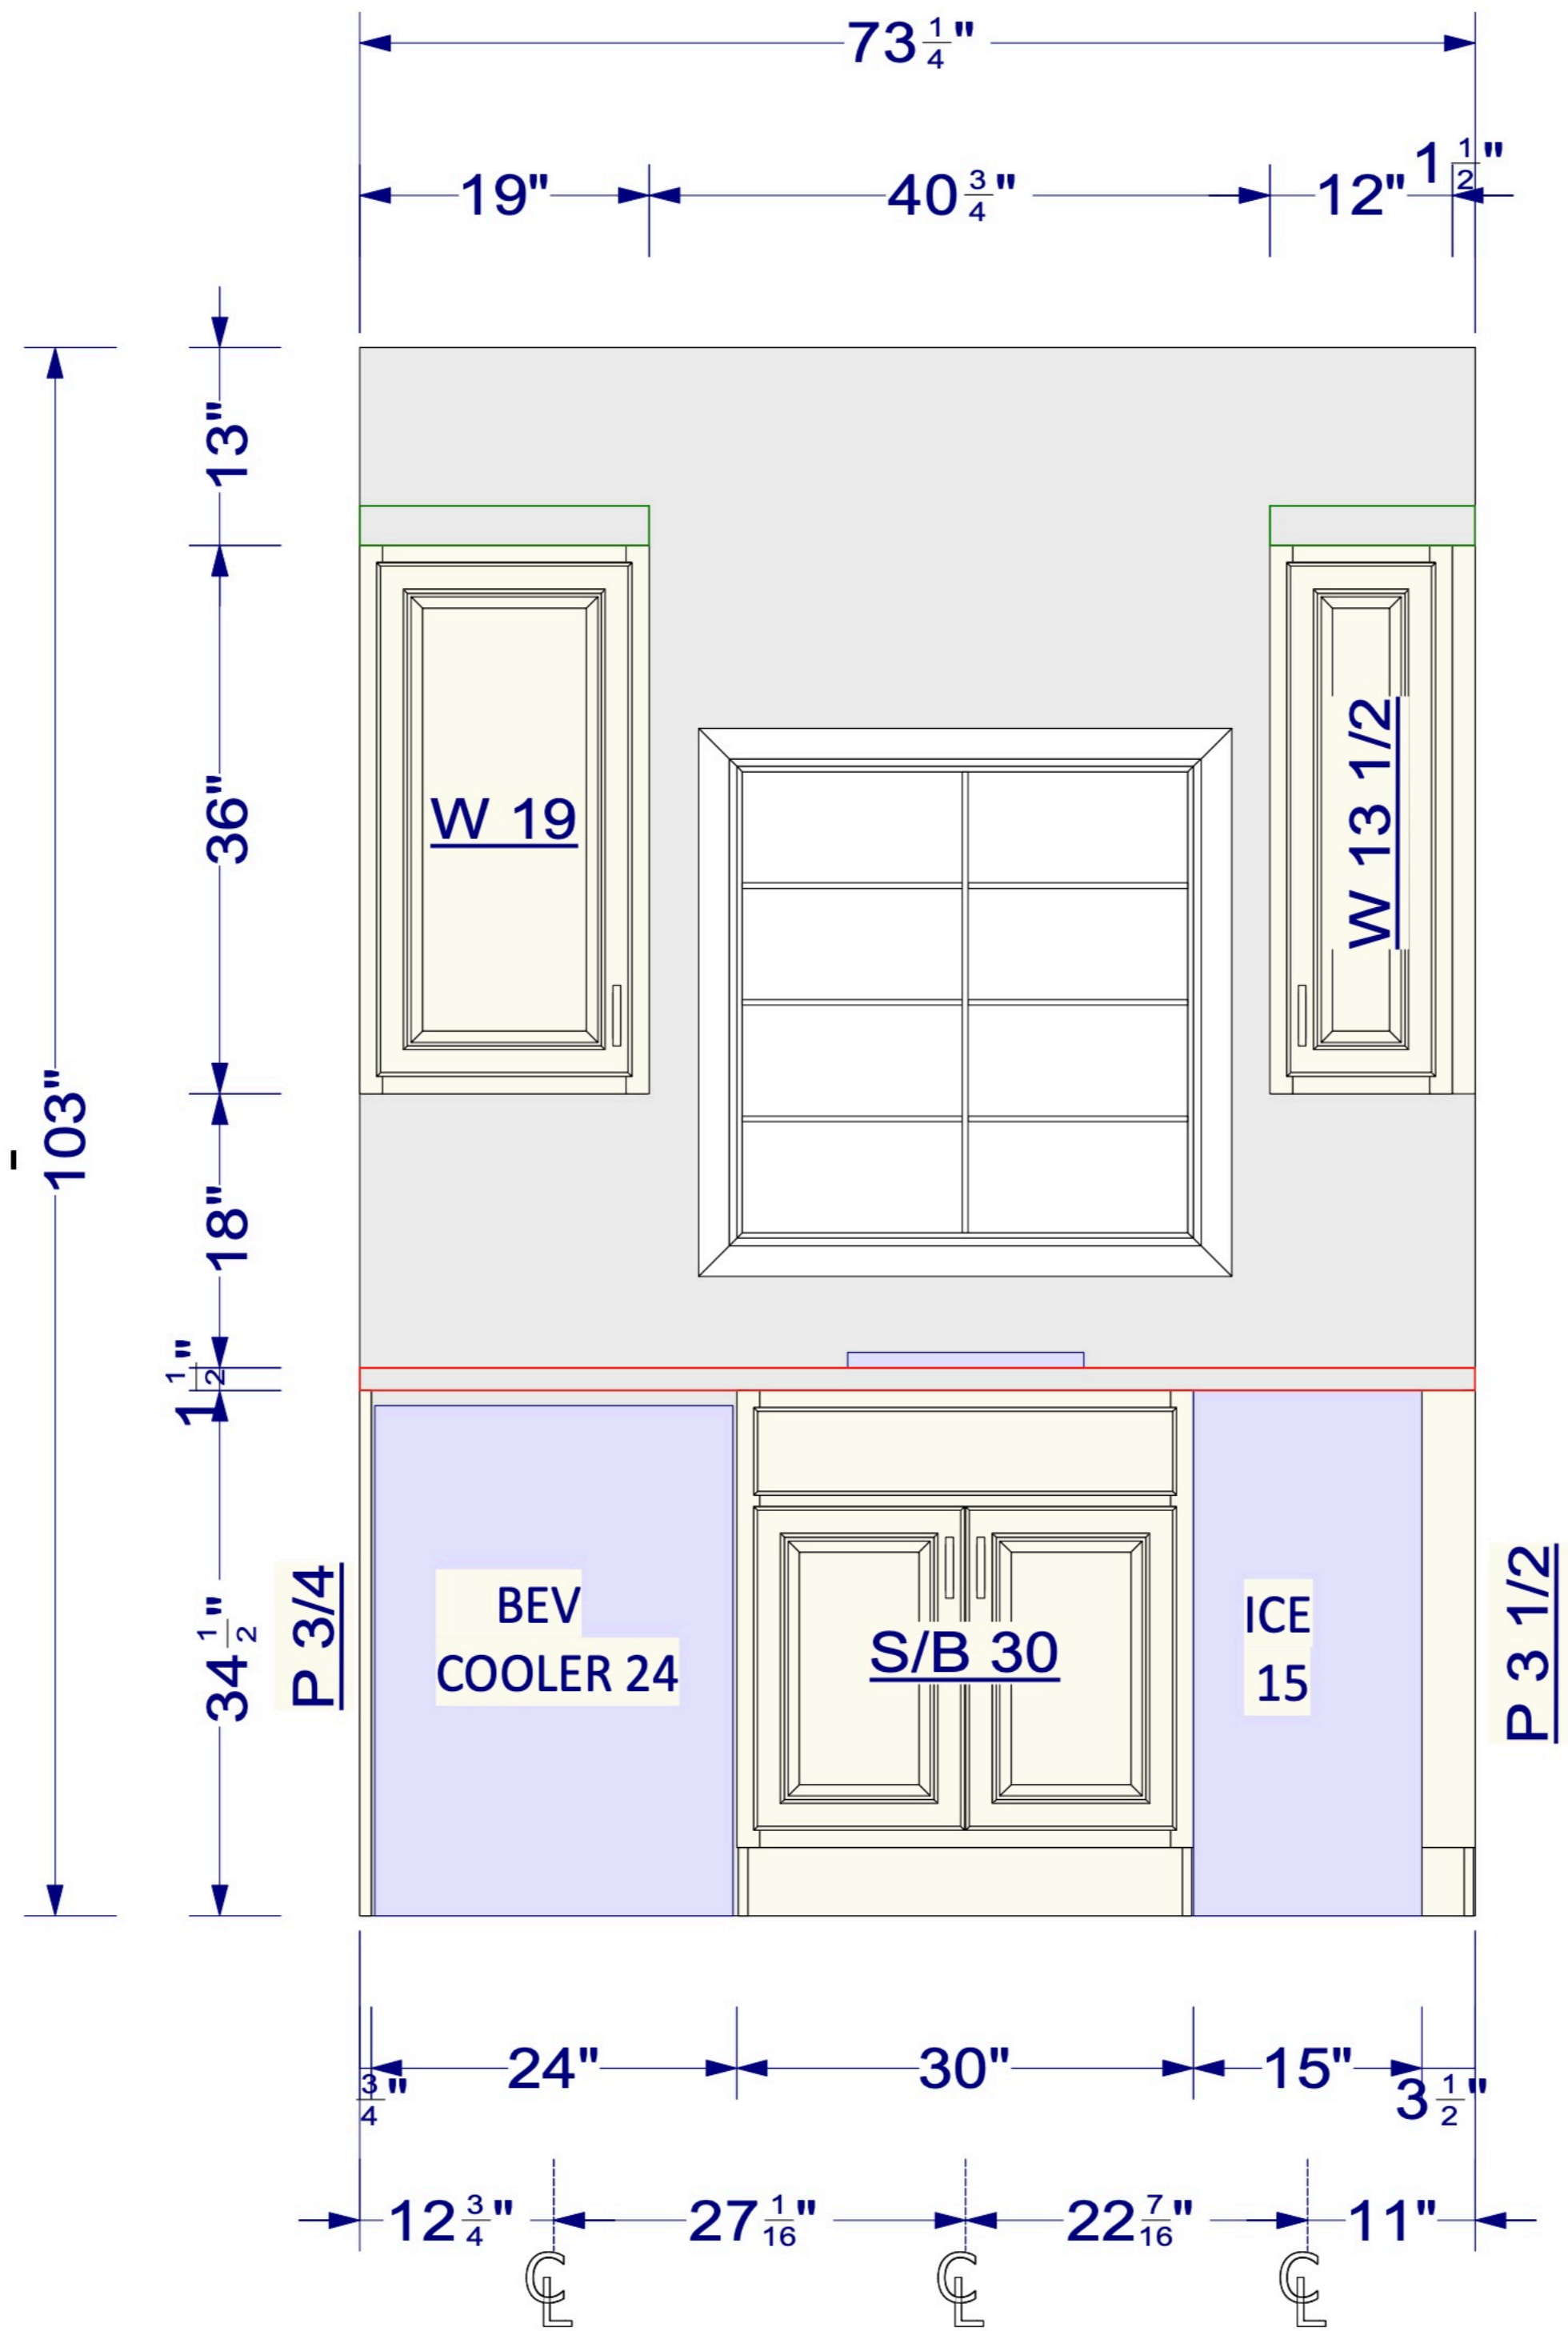 73 1/4"
19"
40 3/4"
12"
1 1/2"
13"
36"
W 19
W 13 1/2
103"
18"
1 1/2"
34 1/2"
P 3/4
BEV
COOLER 24
S/B 30
ICE
15
P 3 1/2
3/4"
24"
30"
15"
3 1/2"
12 3/4"
27 1/16"
22 7/16"
11"
CL
CL
CL